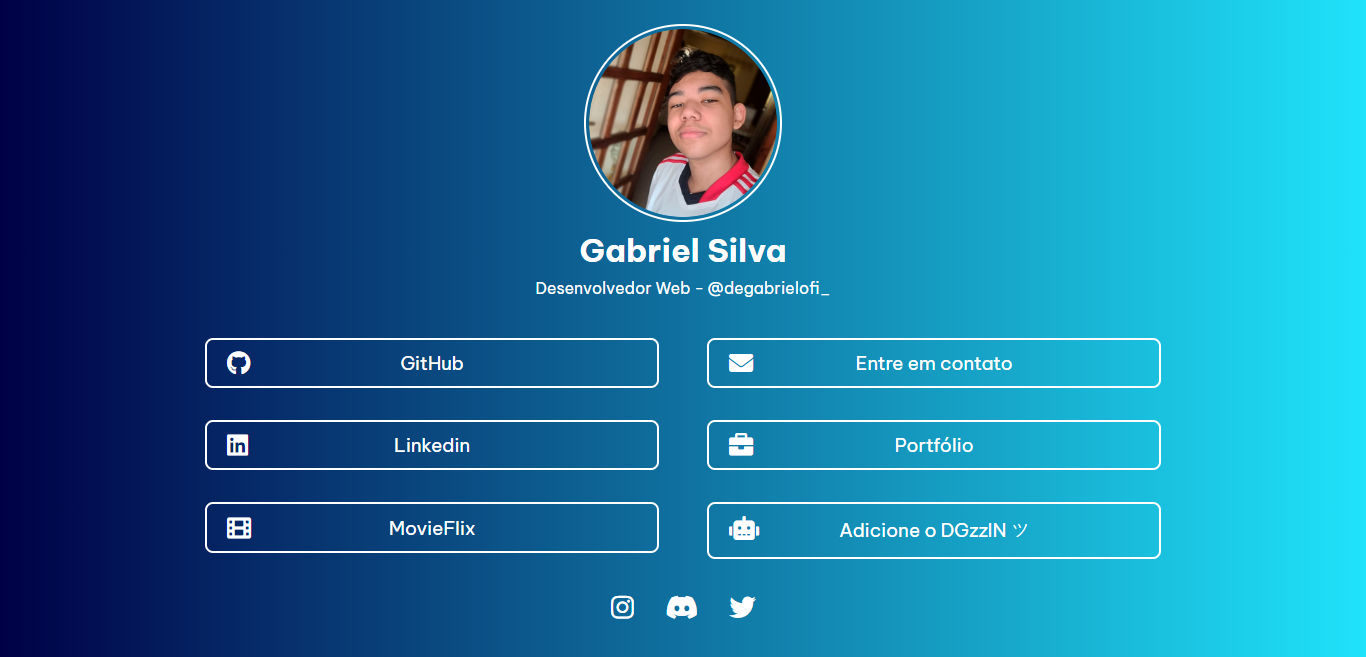 Gabriel Silva
Desenvolvedor Web - @degabrielofi_
GitHub
Entre em contato
Linkedin
Portfólio
MovieFlix
Adicione o DGzzIN ツ